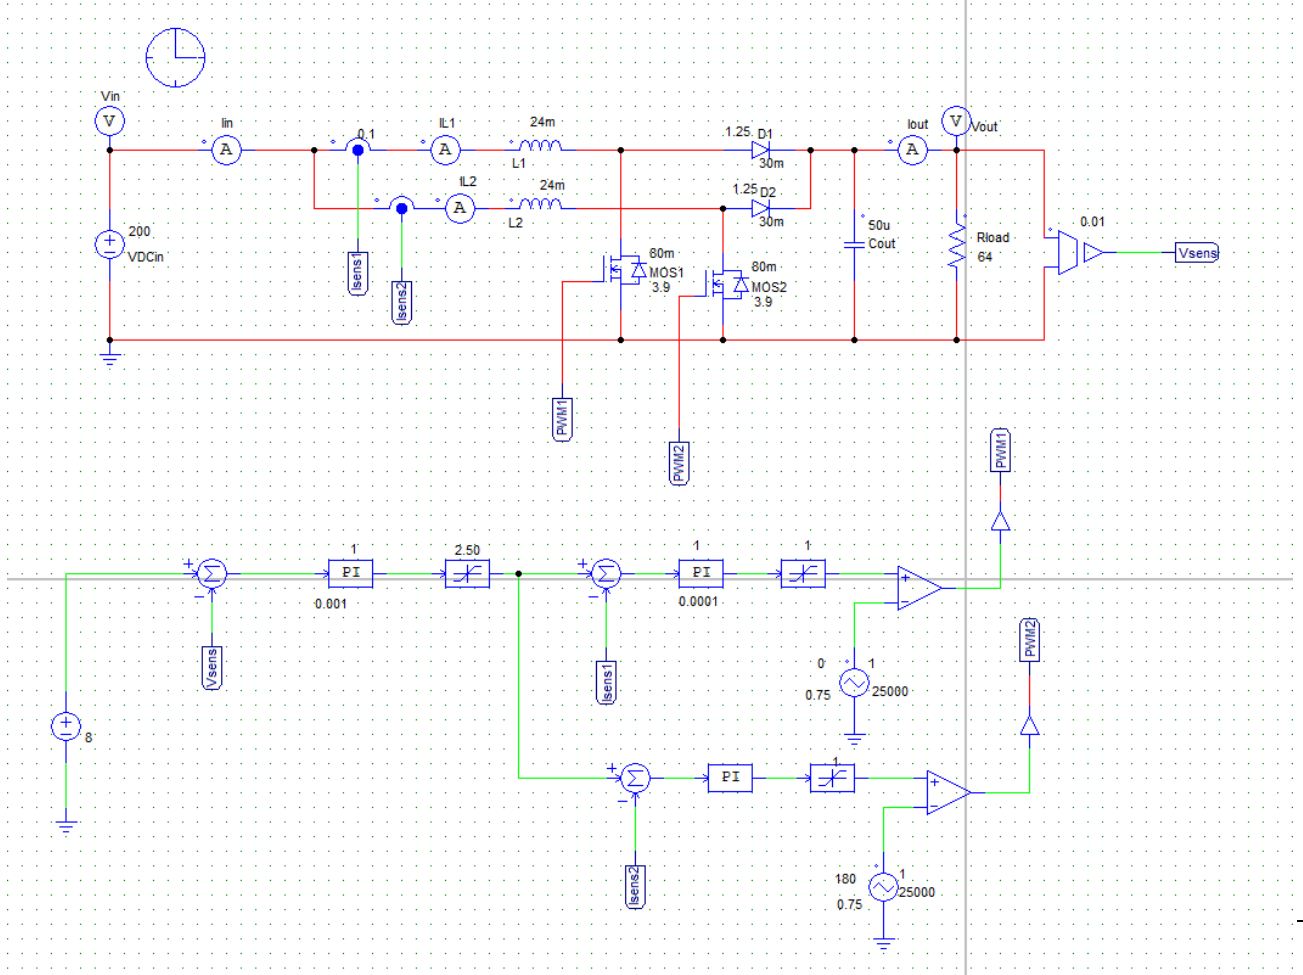 Vin
V
Iin
A
0.1
IL1
A
24m
L1
1.25
D1
30m
Iout
A
V
Vout
IL2
A
24m
L2
1.25
D2
30m
200
VDCin
Isens1
Isens2
80m
MOS1
3.9
80m
MOS2
3.9
50u
Cout
Rload
64
0.01
Vsens
PWM1
PWM2
PWM1
1
PI
0.001
2.50
1
PI
0.0001
1
Vsens
Isens1
0
1
0.75
25000
PWM2
8
PI
1
Isens2
180
1
0.75
25000